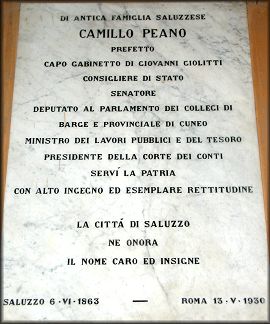 DI ANTICA FAMIGLIA SALUZZESE
CAMILLO PEANO
PREFETTO
CAPO GABINETTO DI GIOVANNI GIOLITTI
CONSIGLIERE DI STATO
SENATORE
DEPUTATO AL PARLAMENTO DEI COLLEGI DI
BARGE E PROVINCIALE DI CUNEO
MINISTRO DEI LAVORI PUBBLICI E DEL TESORO
PRESIDENTE DELLA CORTE DEI CONTI
SERVÍ LA PATRIA
CON ALTO INGEGNO ED ESEMPLARE RETTITUDINE
LA CITTÁ DI SALUZZO
NE ONORA
IL NOME CARO ED INSIGNE
SALUZZO 6·VI·1863 — ROMA 13·V·1930